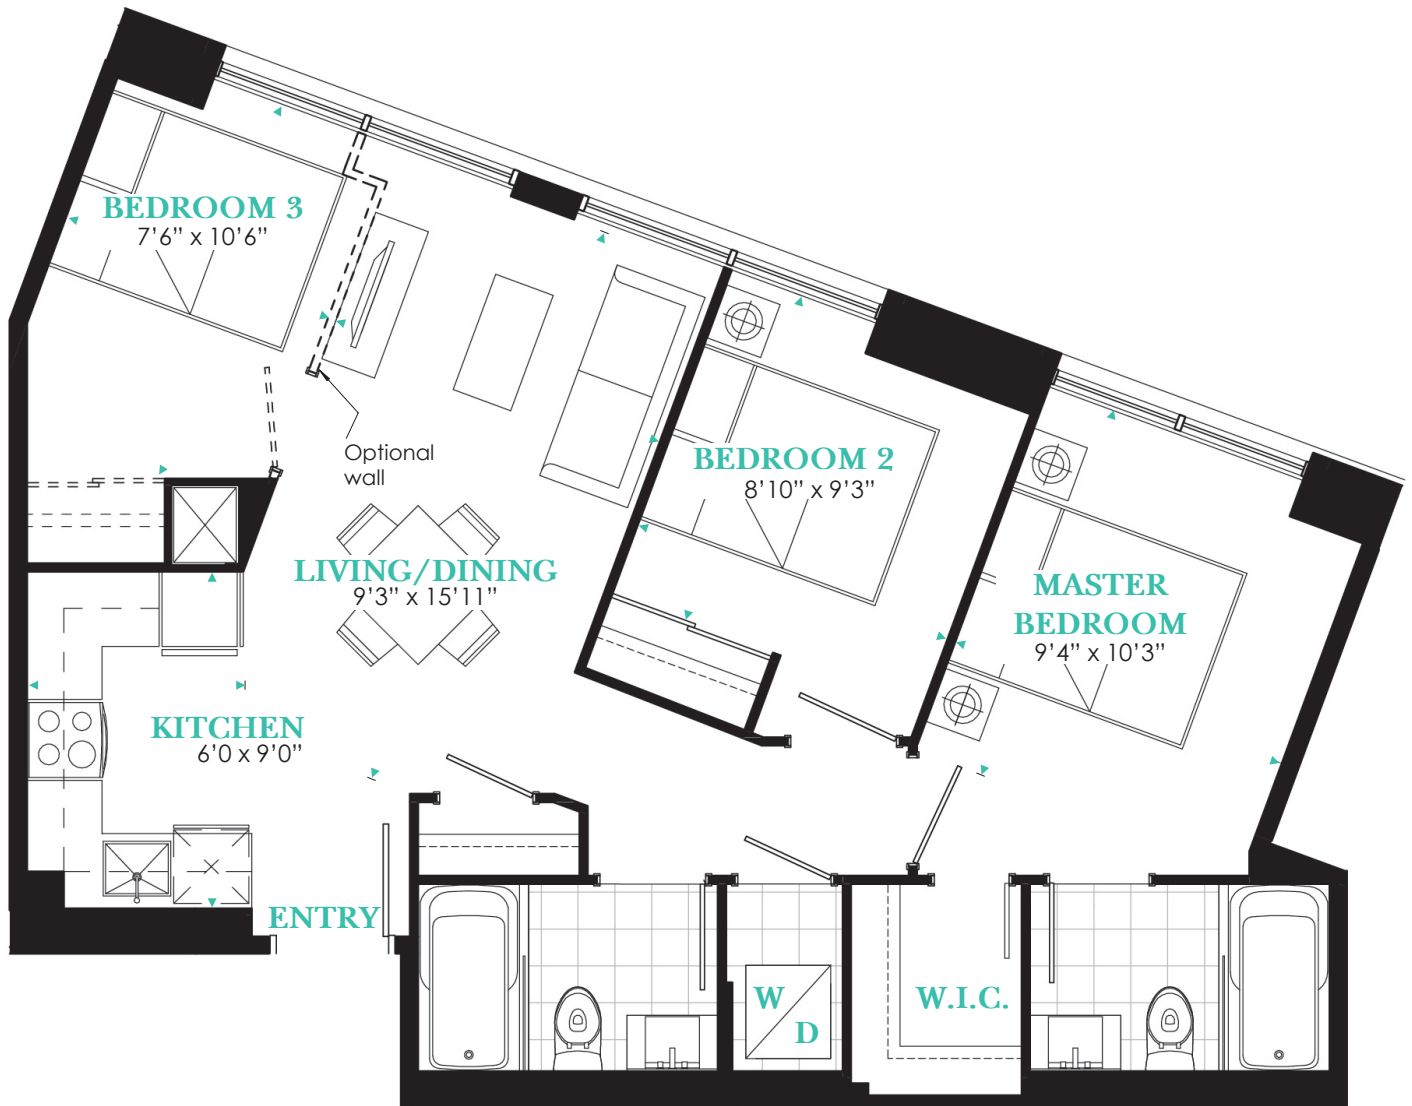 BEDROOM 3
7’6” x 10’6”
Optional
wall
BEDROOM 2
8’10” x 9’3”
LIVING/DINING
9’3” x 15’11”
MASTER
BEDROOM
9’4” x 10’3”
KITCHEN
6’0 x 9’0”
ENTRY
W
D
W.I.C.